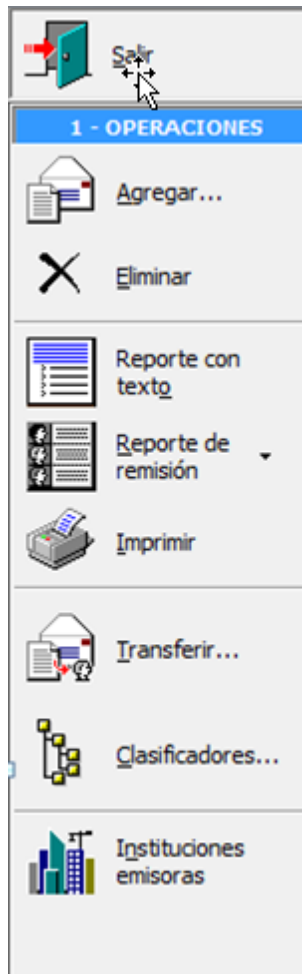 Salir
1 - OPERACIONES
Agregar...
Eliminar
Reporte con
texto
Reporte de
remisión
Imprimir
Transferir...
Clasificadores...
Instituciones
emisoras